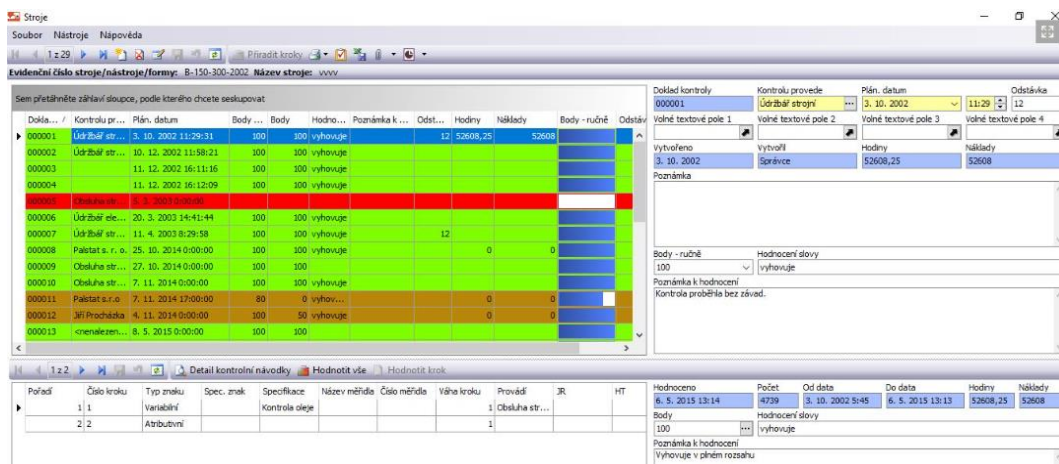 Stroje
Soubor Nástroje Nápověda
1 z 29 Přiradit kroky
Evidenční číslo stroje/nástroje/formy: B-150-300-2002 Název stroje: vvvv
Sem přetáhněte záhlaví sloupce, podle kterého chcete seskupovat
Dokla... Kontrolu pr... Plán. datum Body ... Body Hodno... Poznámka k ... Odst... Hodiny Náklady Body - ručně Odstáv
000001 Údržbář str... 3. 10. 2002 11:29:31 100 100 vyhovuje 12 52608,25 52608
000002 Údržbář str... 10. 12. 2002 11:58:21 100 100 vyhovuje
000003 11. 12. 2002 16:11:16 100 100 vyhovuje
000004 11. 12. 2002 16:12:09 100 100 vyhovuje
000005 Obsluha str... 5. 3. 2003 0:00:00
000006 Údržbář ele... 20. 3. 2003 14:41:44 100 100 vyhovuje
000007 Údržbář str... 11. 4. 2003 8:29:58 100 100 vyhovuje 12
000008 Palstat s. r. o. 25. 10. 2014 0:00:00 100 100 vyhovuje 0 0
000009 Obsluha str... 27. 10. 2014 0:00:00 100 100
000010 Obsluha str... 7. 11. 2014 0:00:00 100 100 vyhovuje
000011 Palstat s.r.o 7. 11. 2014 17:00:00 80 0 vyhov... 0 0
000012 Jiří Procházka 4. 11. 2014 0:00:00 100 50 vyhovuje 0 0
000013 <nenalezen... 8. 5. 2015 0:00:00 100 100
Doklad kontroly Kontrolu provede Plán. datum Odstávka
000001 Údržbář strojní 3. 10. 2002 11:29 12
Volné textové pole 1 Volné textové pole 2 Volné textové pole 3 Volné textové pole 4
Vytvořeno Vytvořil Hodiny Náklady
3. 10. 2002 Správce 52608,25 52608
Poznámka
Body - ručně Hodnocení slovy
100 vyhovuje
Poznámka k hodnocení
Kontrola proběhla bez závad.
1 z 2 Detail kontrolní návodky Hodnotit vše Hodnotit krok
Pořadí Číslo kroku Typ znaku Spec. znak Specifikace Název měřidla Číslo měřidla Váha kroku Provádí JR HT
1 1 Variabilní Kontrola oleje 1 Obsluha str...
2 2 Atributivní 1
Hodnoceno Počet Od data Do data Hodiny Náklady
6. 5. 2015 13:14 4739 3. 10. 2002 5:45 6. 5. 2015 13:13 52608,25 52608
Body Hodnocení slovy
100 vyhovuje
Poznámka k hodnocení
Vyhovuje v plném rozsahu